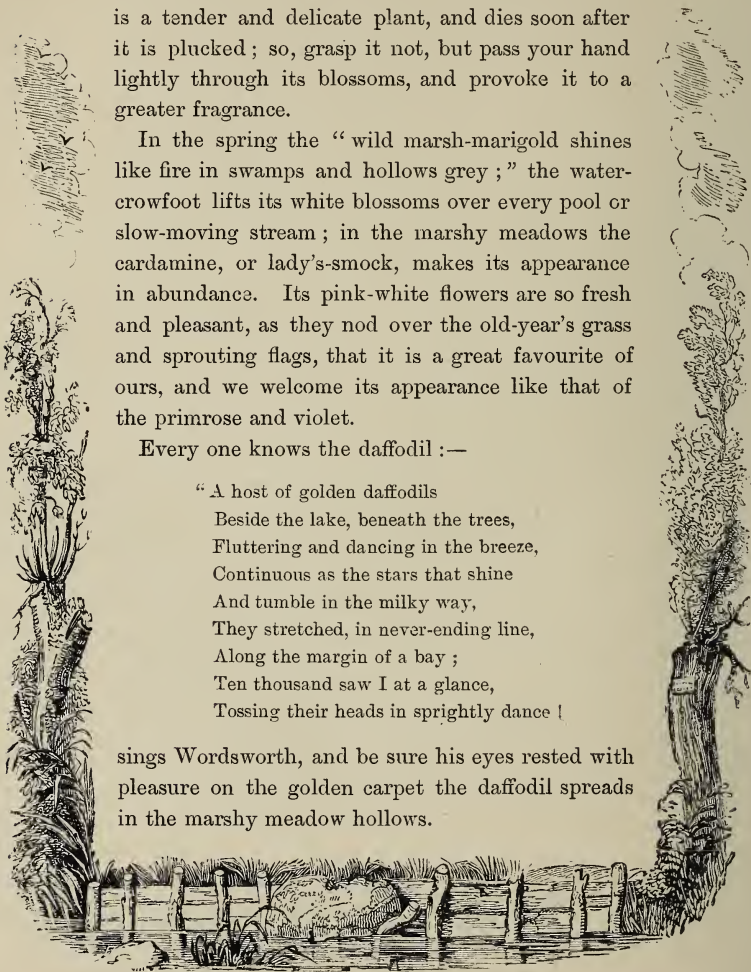 is a tender and delicate plant, and dies soon after
it is plucked ; so, grasp it not, but pass your hand
lightly through its blossoms, and provoke it to a
greater fragrance.
In the spring the “ wild marsh-marigold shines
like fire in swamps and hollows grey ; ” the water-
crowfoot lifts its white blossoms over every pool or
slow-moving stream ; in the marshy meadows the
cardamine, or lady's-smock, makes its appearance
in abundance. Its pink-white flowers are so fresh
and pleasant, as they nod over the old-year's grass
and sprouting flags, that it is a great favourite of
ours, and we welcome its appearance like that of
the primrose and violet.
Every one knows the daffodil :—
“ A host of golden daffodils
Beside the lake, beneath the trees,
Fluttering and dancing in the breeze,
Continuous as the stars that shine
And tumble in the milky way,
They stretched, in never-ending line,
Along the margin of a bay ;
Ten thousand saw I at a glance,
Tossing their heads in sprightly dance !
sings Wordsworth, and be sure his eyes rested with
pleasure on the golden carpet the daffodil spreads
in the marshy meadow hollows.